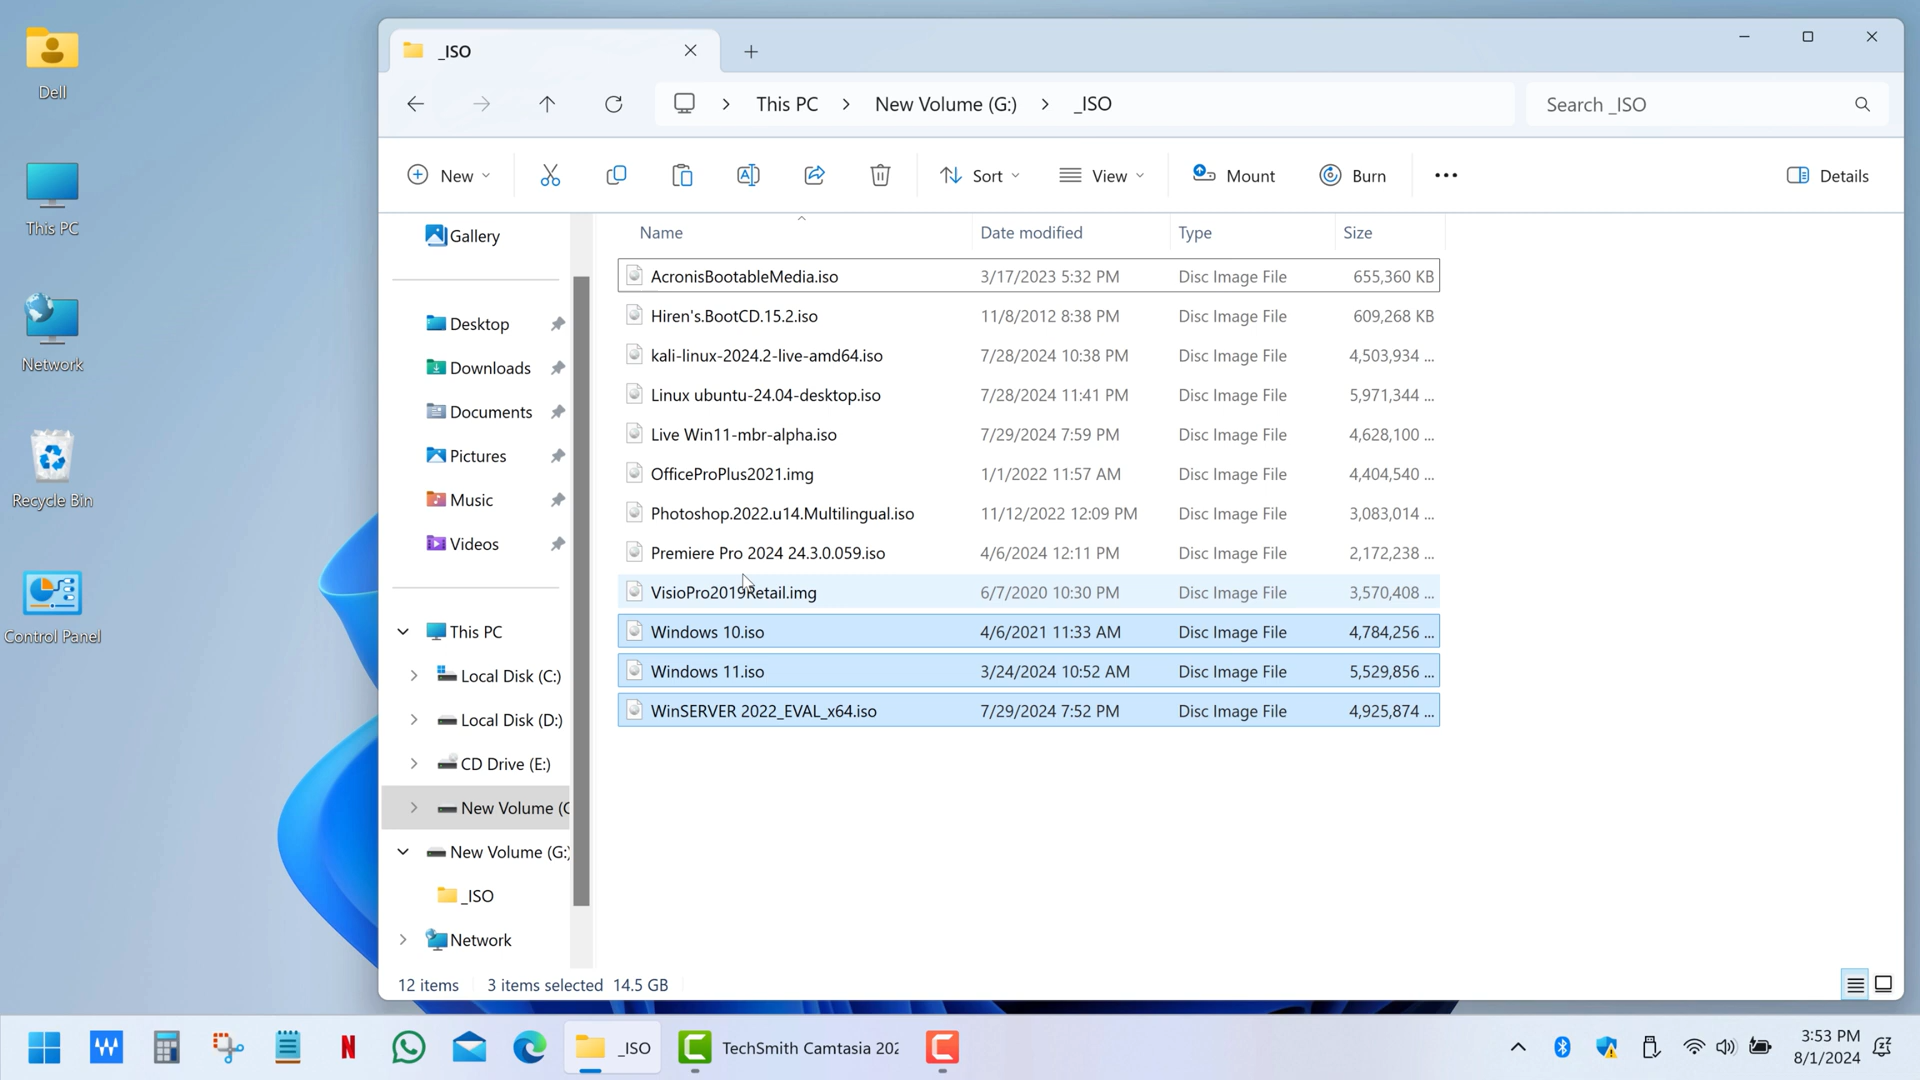 Dell
This PC
Network
Recycle Bin
Control Panel
_ISO
This PC
New Volume (G:)
_ISO
Search _ISO
New
Sort
View
Mount
Burn
Details
Gallery
Desktop
Downloads
Documents
Pictures
Music
Videos
This PC
Local Disk (C:)
Local Disk (D:)
CD Drive (E:)
New Volume (
New Volume (G:)
_ISO
Network
Name Date modified Type Size
AcronisBootableMedia.iso 3/17/2023 5:32 PM Disc Image File 655,360 KB
Hiren's.BootCD.15.2.iso 11/8/2012 8:38 PM Disc Image File 609,268 KB
kali-linux-2024.2-live-amd64.iso 7/28/2024 10:38 PM Disc Image File 4,503,934 ...
Linux ubuntu-24.04-desktop.iso 7/28/2024 11:41 PM Disc Image File 5,971,344 ...
Live Win11-mbr-alpha.iso 7/29/2024 7:59 PM Disc Image File 4,628,100 ...
OfficeProPlus2021.img 1/1/2022 11:57 AM Disc Image File 4,404,540 ...
Photoshop.2022.u14.Multilingual.iso 11/12/2022 12:09 PM Disc Image File 3,083,014 ...
Premiere Pro 2024 24.3.0.059.iso 4/6/2024 12:11 PM Disc Image File 2,172,238 ...
VisioPro2019Retail.img 6/7/2020 10:30 PM Disc Image File 3,570,408 ...
Windows 10.iso 4/6/2021 11:33 AM Disc Image File 4,784,256 ...
Windows 11.iso 3/24/2024 10:52 AM Disc Image File 5,529,856 ...
WinSERVER 2022_EVAL_x64.iso 7/29/2024 7:52 PM Disc Image File 4,925,874 ...
12 items 3 items selected 14.5 GB
_ISO
TechSmith Camtasia 202
3:53 PM
8/1/2024